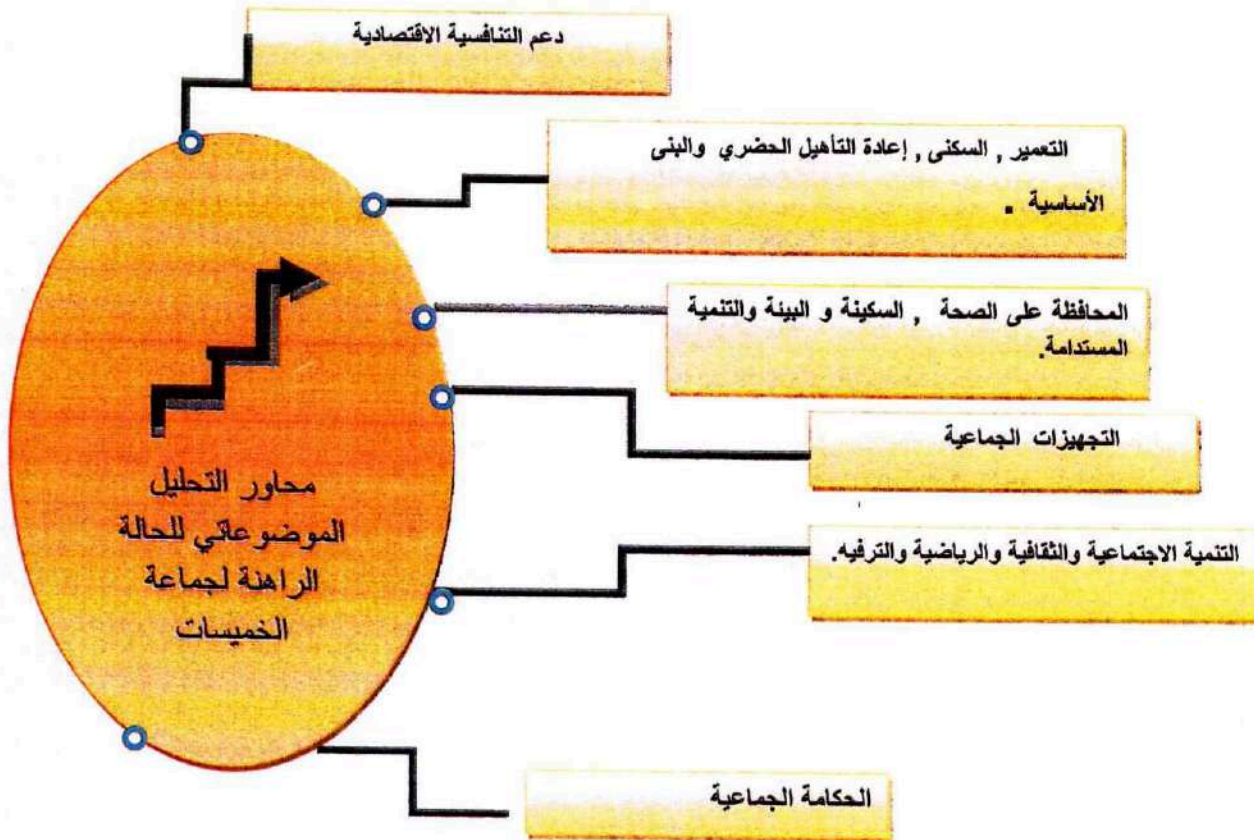 دعم التنافسية الاقتصادية
التعمير , السكنى , إعادة التأهيل الحضري والبنى
الأساسية .
المحافظة على الصحة , السكينة و البيئة والتنمية
المستدامة.
التجهيزات الجماعية
التنمية الاجتماعية والثقافية والرياضية والترفيه.
محاور التحليل
الموضوعاتي للحالة
الراهنة لجماعة
الخميسات
الحكامة الجماعية